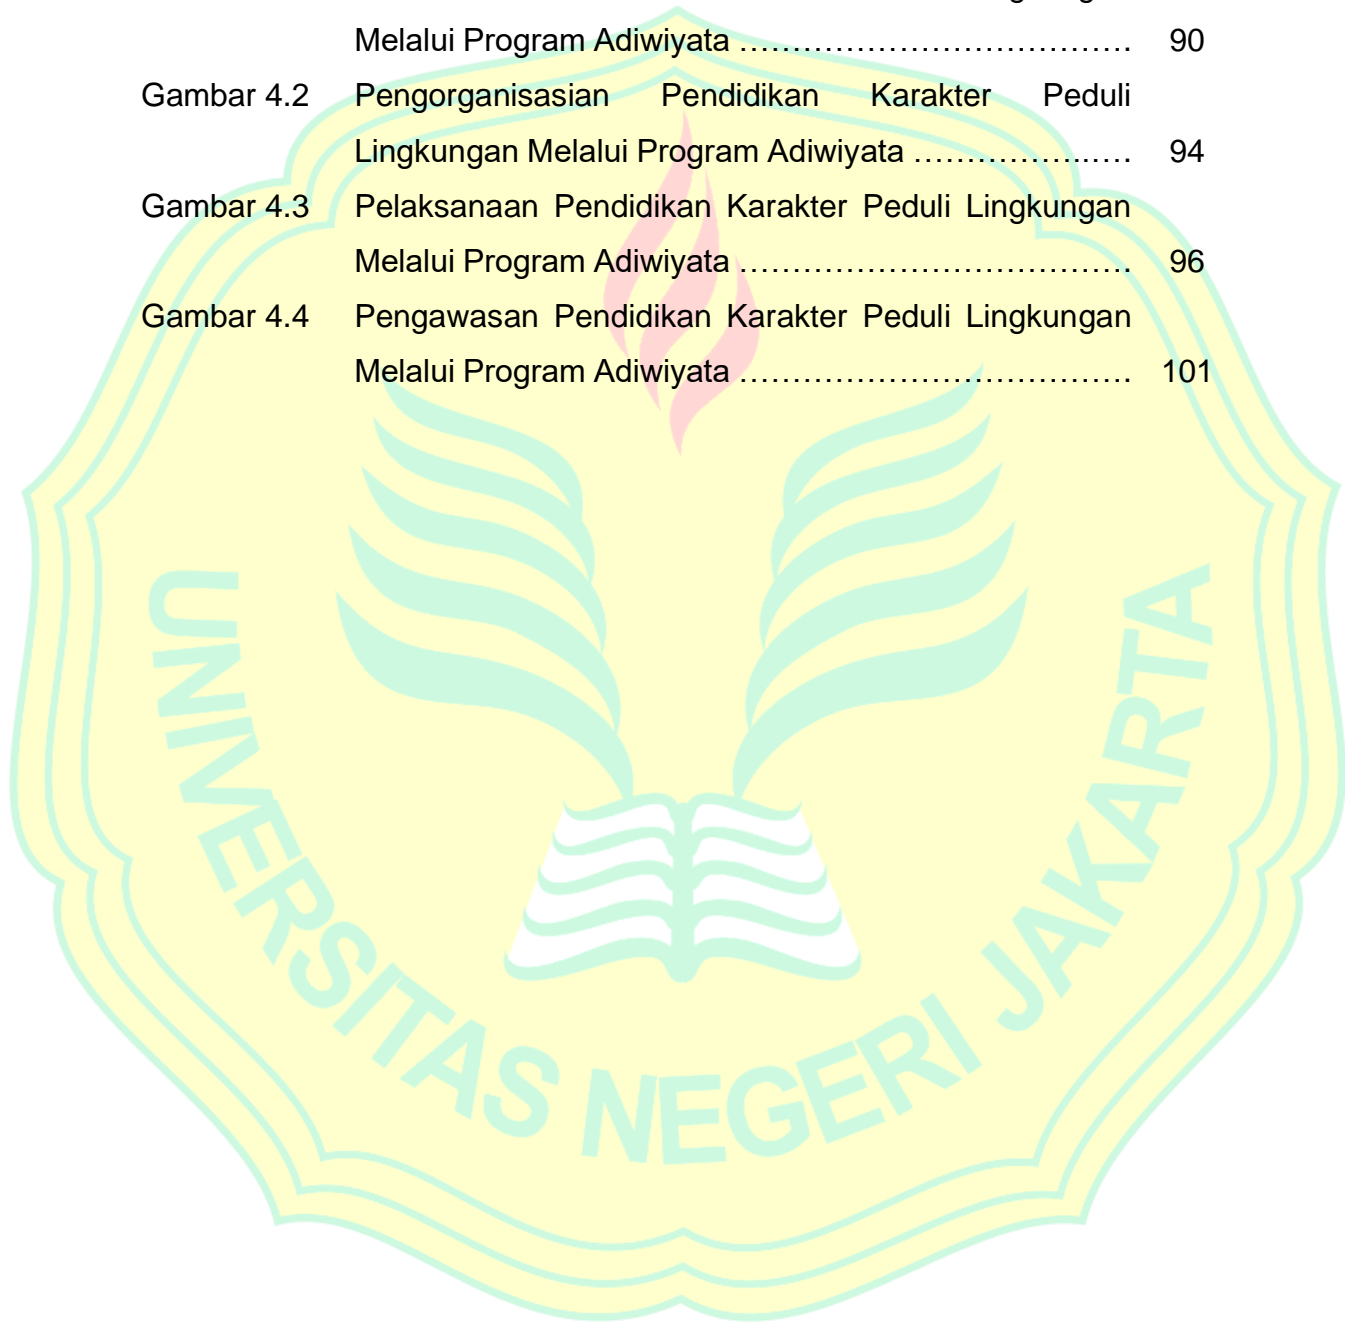 Melalui Program Adiwiyata ………………………………. 90
Gambar 4.2 Pengorganisasian Pendidikan Karakter Peduli
Lingkungan Melalui Program Adiwiyata ………………..… 94
Gambar 4.3 Pelaksanaan Pendidikan Karakter Peduli Lingkungan
Melalui Program Adiwiyata ………………………………. 96
Gambar 4.4 Pengawasan Pendidikan Karakter Peduli Lingkungan
Melalui Program Adiwiyata ………………………………. 101
UNIVERSITAS NEGERI JAKARTA